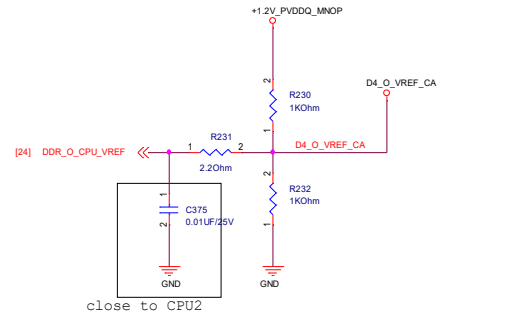 +1.2V_PVDDQ_MNOP
D4_O_VREF_CA
2
R230
1KOhm
1
R231
[24] DDR_O_CPU_VREF
1
2
D4_O_VREF_CA
2.2Ohm
2
R232
1KOhm
1
1
C375
0.01UF/25V
2
GND
GND
close to CPU2